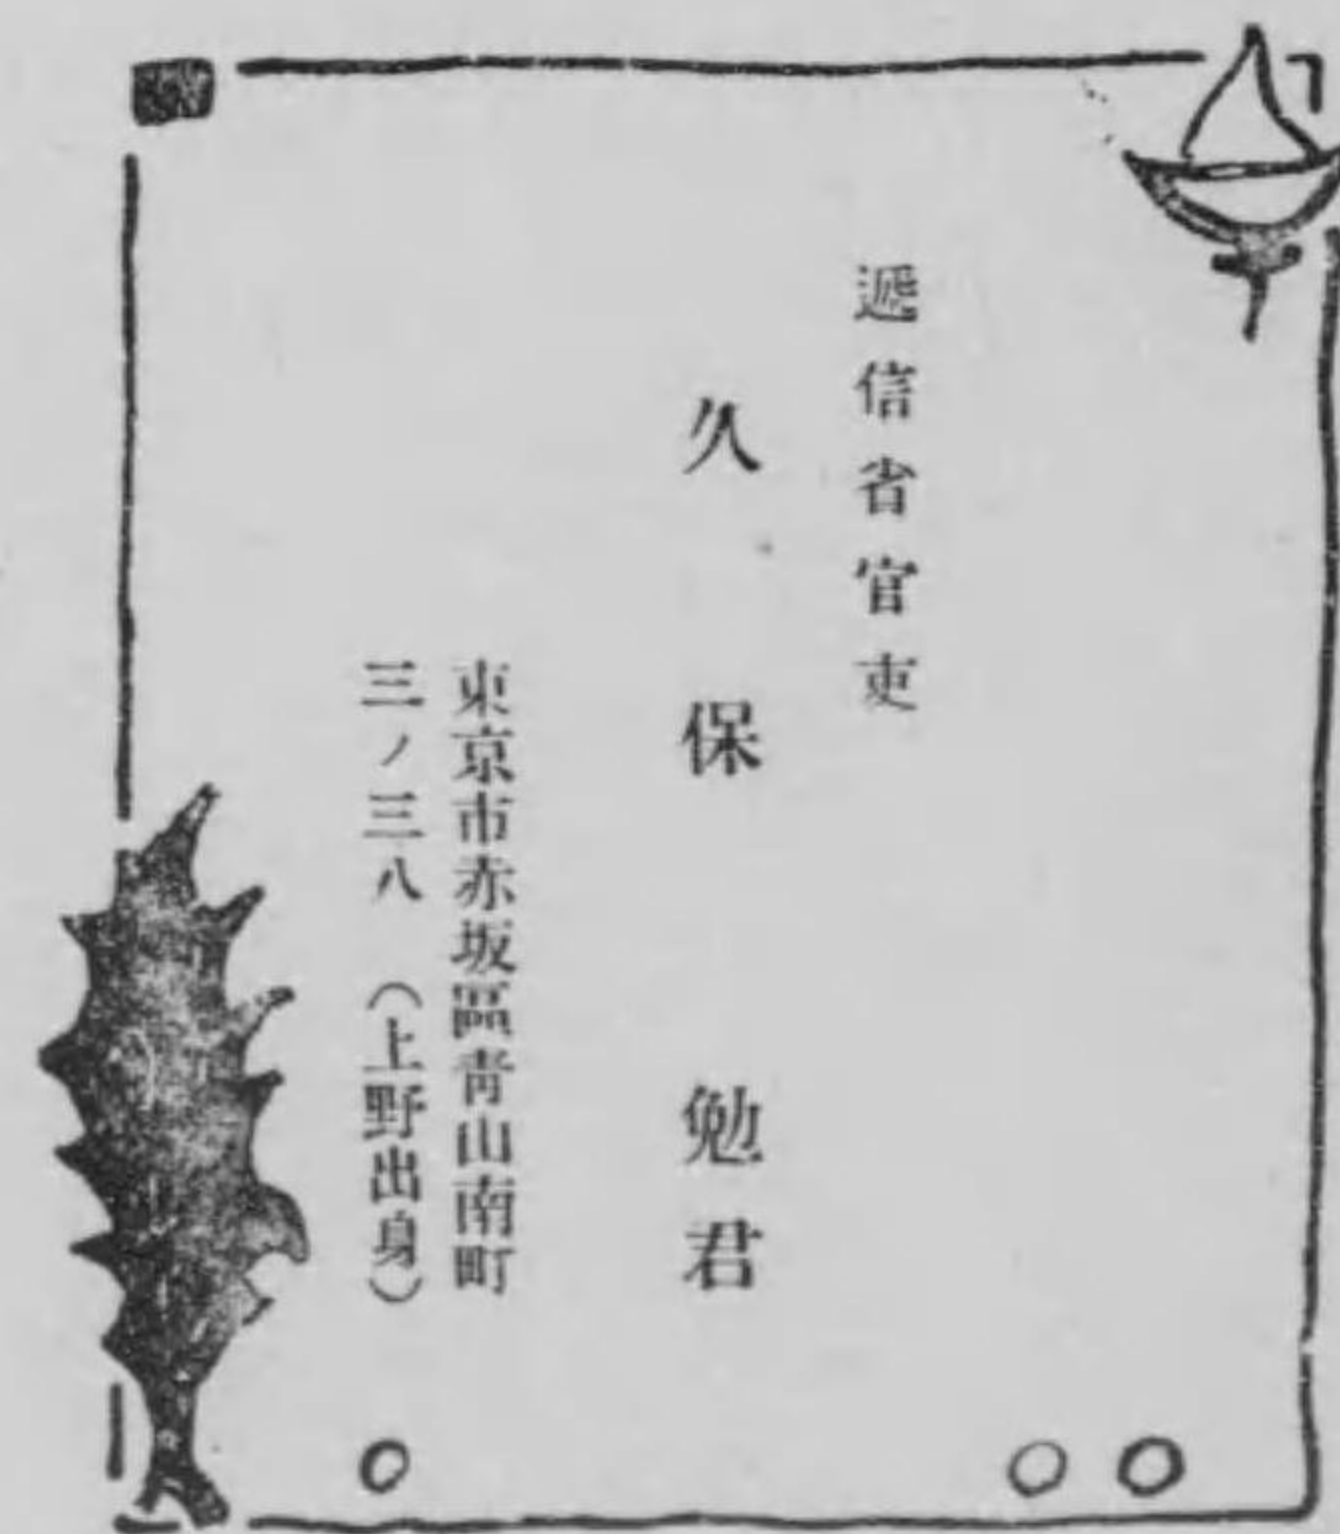 遞信省官吏
久保勉君
東京市赤坂區青山南町
三ノ三八（上野出身）